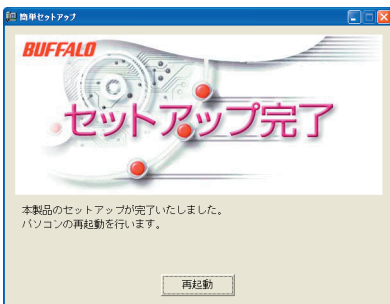 簡単セットアップ
BUFFALO
セットアップ完了
本製品のセットアップが完了いたしました。
パソコンの再起動を行います。
再起動